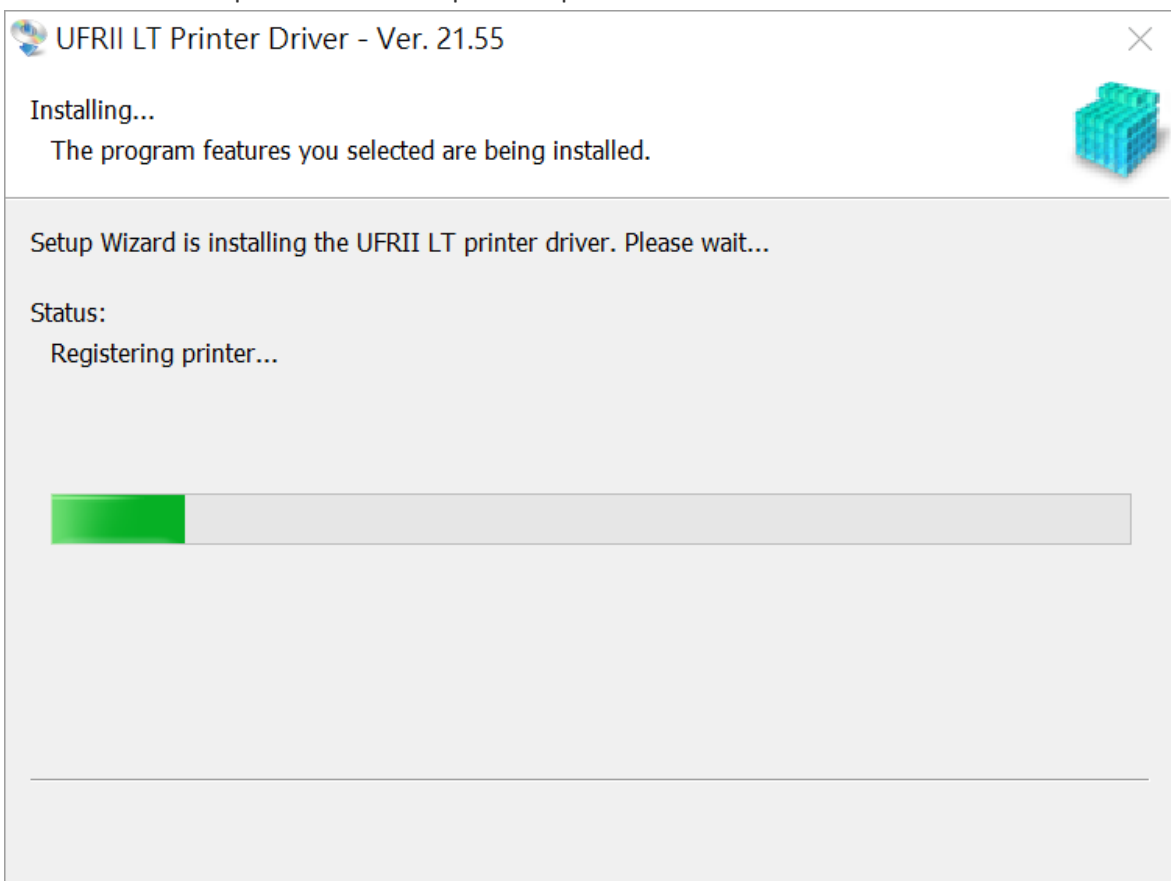 UFRII LT Printer Driver - Ver. 21.55
Installing...
The program features you selected are being installed.
Setup Wizard is installing the UFRII LT printer driver. Please wait...
Status:
Registering printer...